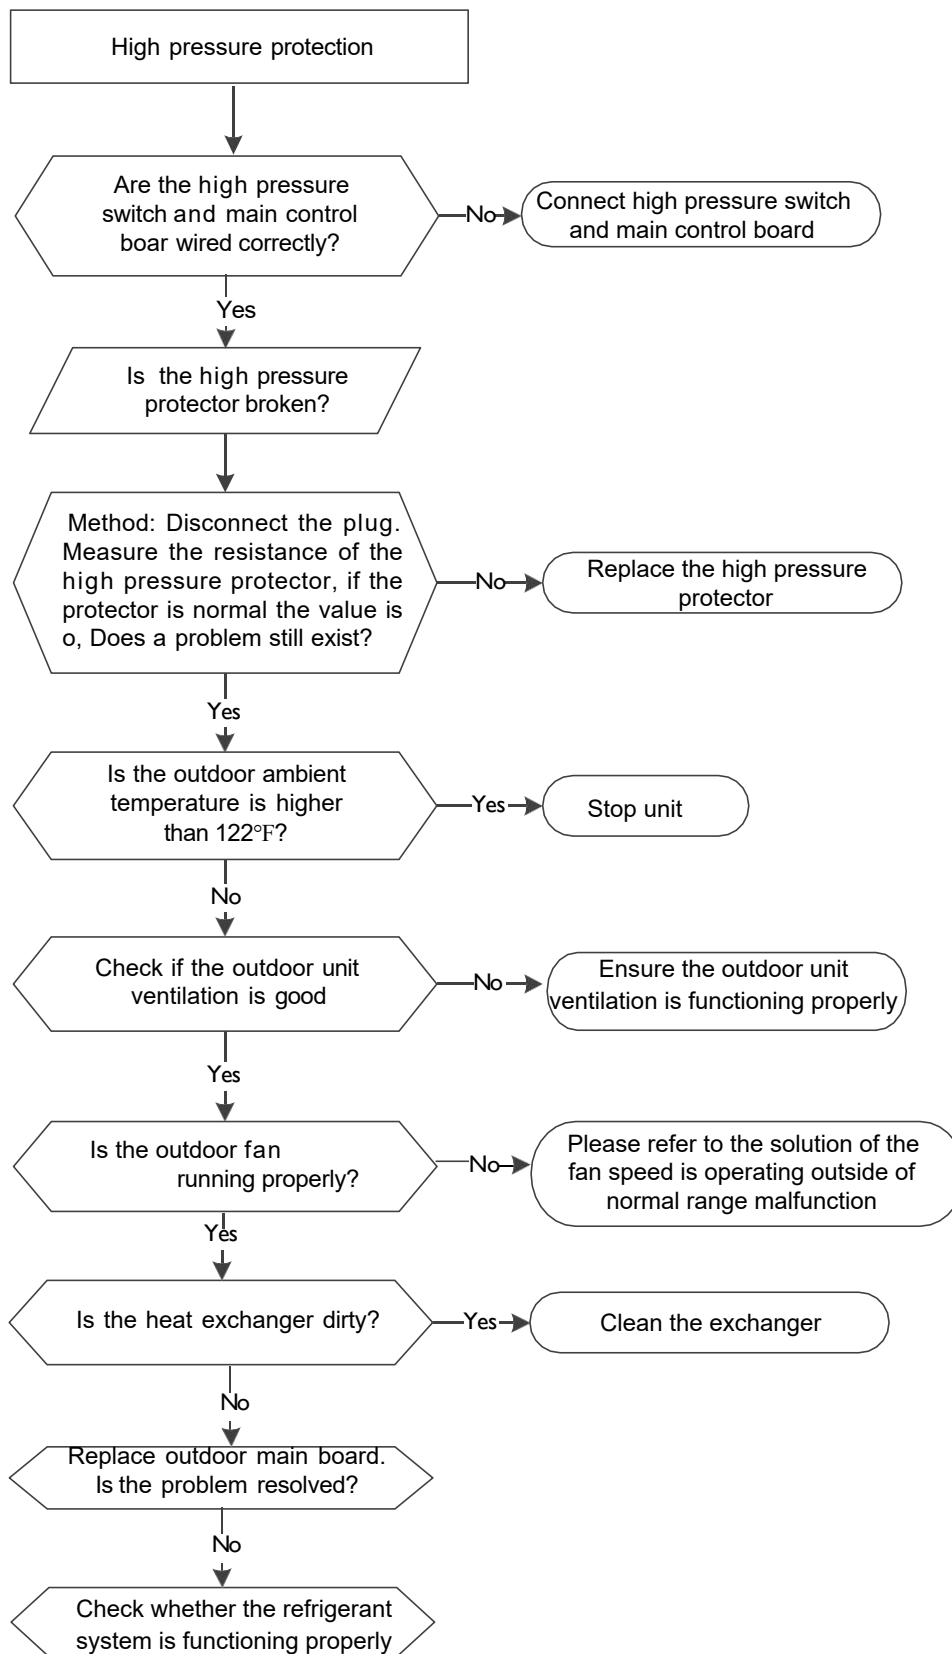 High pressure protection
Are the high pressure
switch and main control
boar wired correctly?
No
Connect high pressure switch
and main control board
Yes
Is the high pressure
protector broken?
Method: Disconnect the plug.
Measure the resistance of the
high pressure protector, if the
protector is normal the value is
o, Does a problem still exist?
No
Replace the high pressure
protector
Yes
Is the outdoor ambient
temperature is higher
than 122°F?
Yes
Stop unit
No
Check if the outdoor unit
ventilation is good
No
Ensure the outdoor unit
ventilation is functioning properly
Yes
Is the outdoor fan
running properly?
No
Please refer to the solution of the
fan speed is operating outside of
normal range malfunction
Yes
Is the heat exchanger dirty?
Yes
Clean the exchanger
No
Replace outdoor main board.
Is the problem resolved?
No
Check whether the refrigerant
system is functioning properly